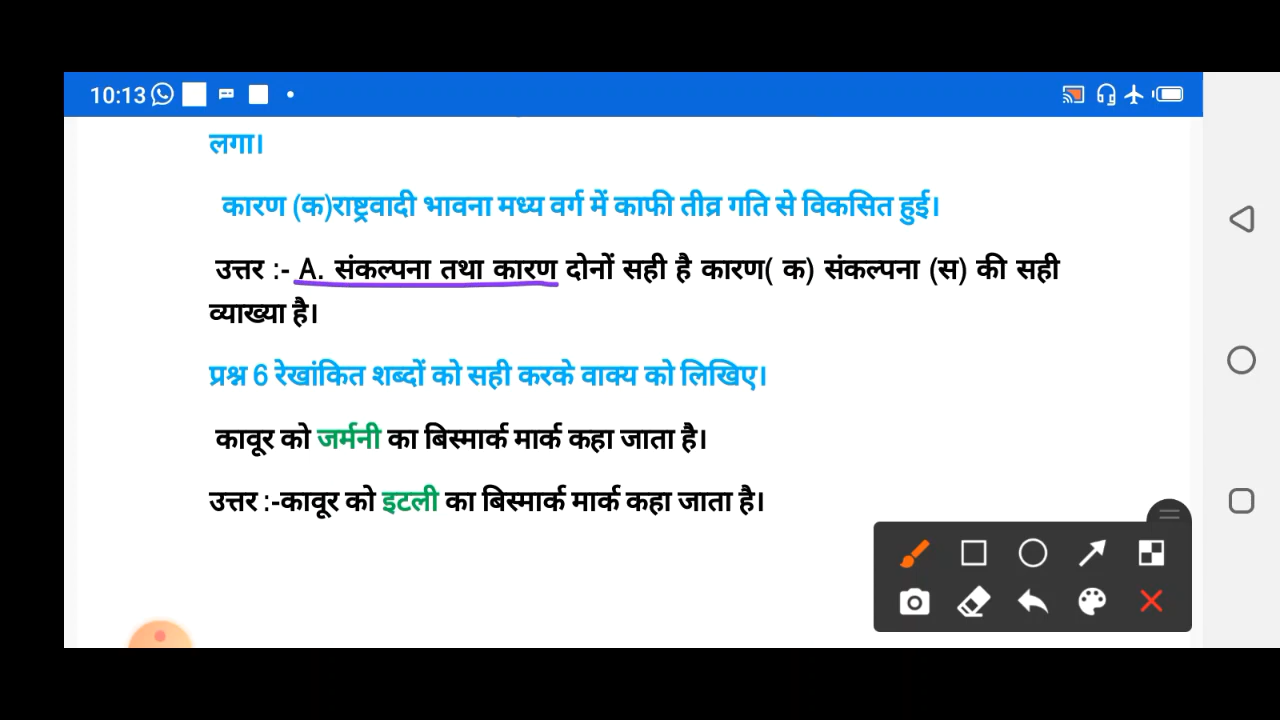 10:13
लगा।
कारण (क)राष्ट्रवादी भावना मध्य वर्ग में काफी तीव्र गति से विकसित हुई।
उत्तर :- A. संकल्पना तथा कारण दोनों सही है कारण( क) संकल्पना (स) की सही
व्याख्या है।
प्रश्न 6 रेखांकित शब्दों को सही करके वाक्य को लिखिए।
कावूर को जर्मनी का बिस्मार्क मार्क कहा जाता है।
उत्तर :-कावूर को इटली का बिस्मार्क मार्क कहा जाता है।